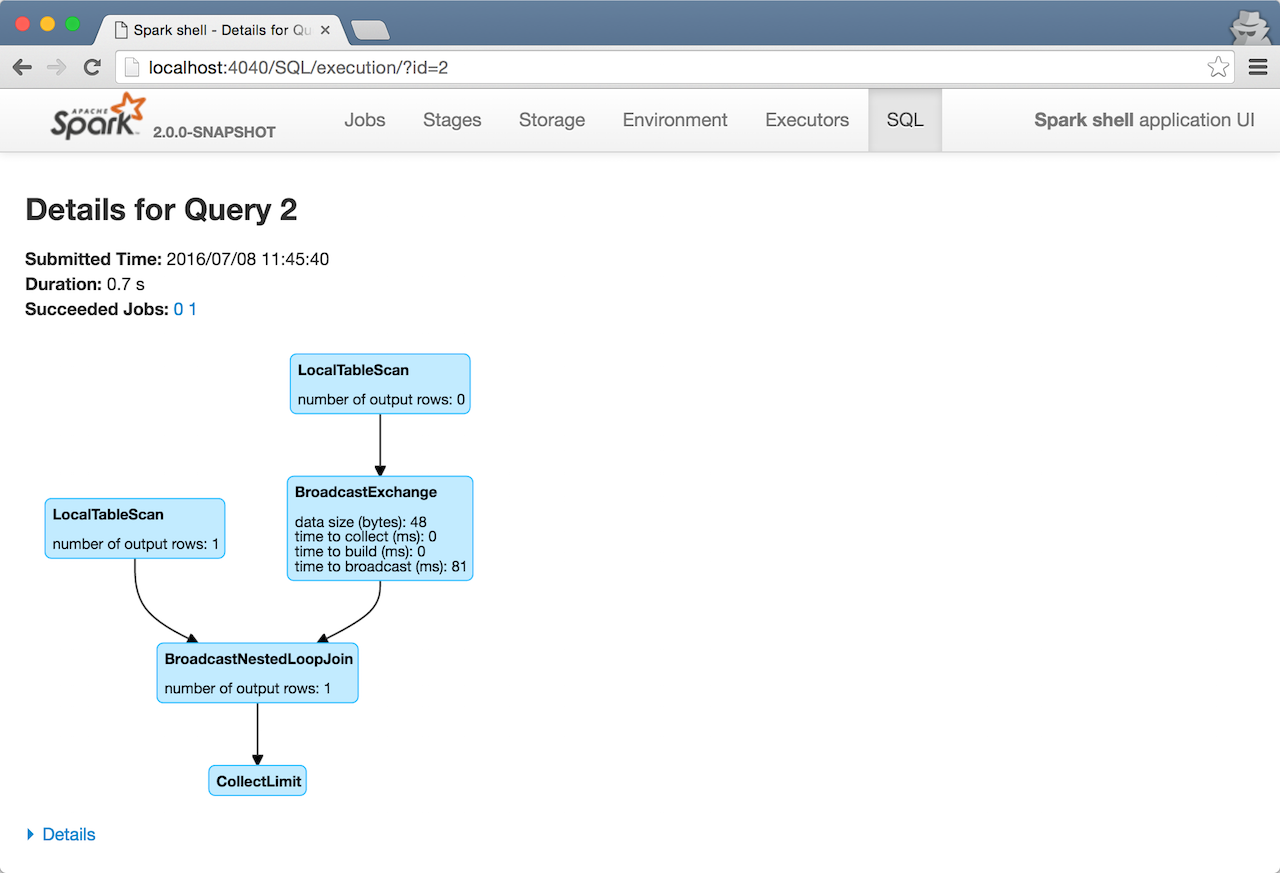 Spark shell - Details for Qu
localhost:4040/SQL/execution/?id=2
APACHE
Spark™ 2.0.0-SNAPSHOT Jobs Stages Storage Environment Executors SQL Spark shell application UI
Details for Query 2
Submitted Time: 2016/07/08 11:45:40
Duration: 0.7 s
Succeeded Jobs: 0 1
LocalTableScan
number of output rows: 0
BroadcastExchange
data size (bytes): 48
time to collect (ms): 0
time to build (ms): 0
time to broadcast (ms): 81
LocalTableScan
number of output rows: 1
BroadcastNestedLoopJoin
number of output rows: 1
CollectLimit
Details